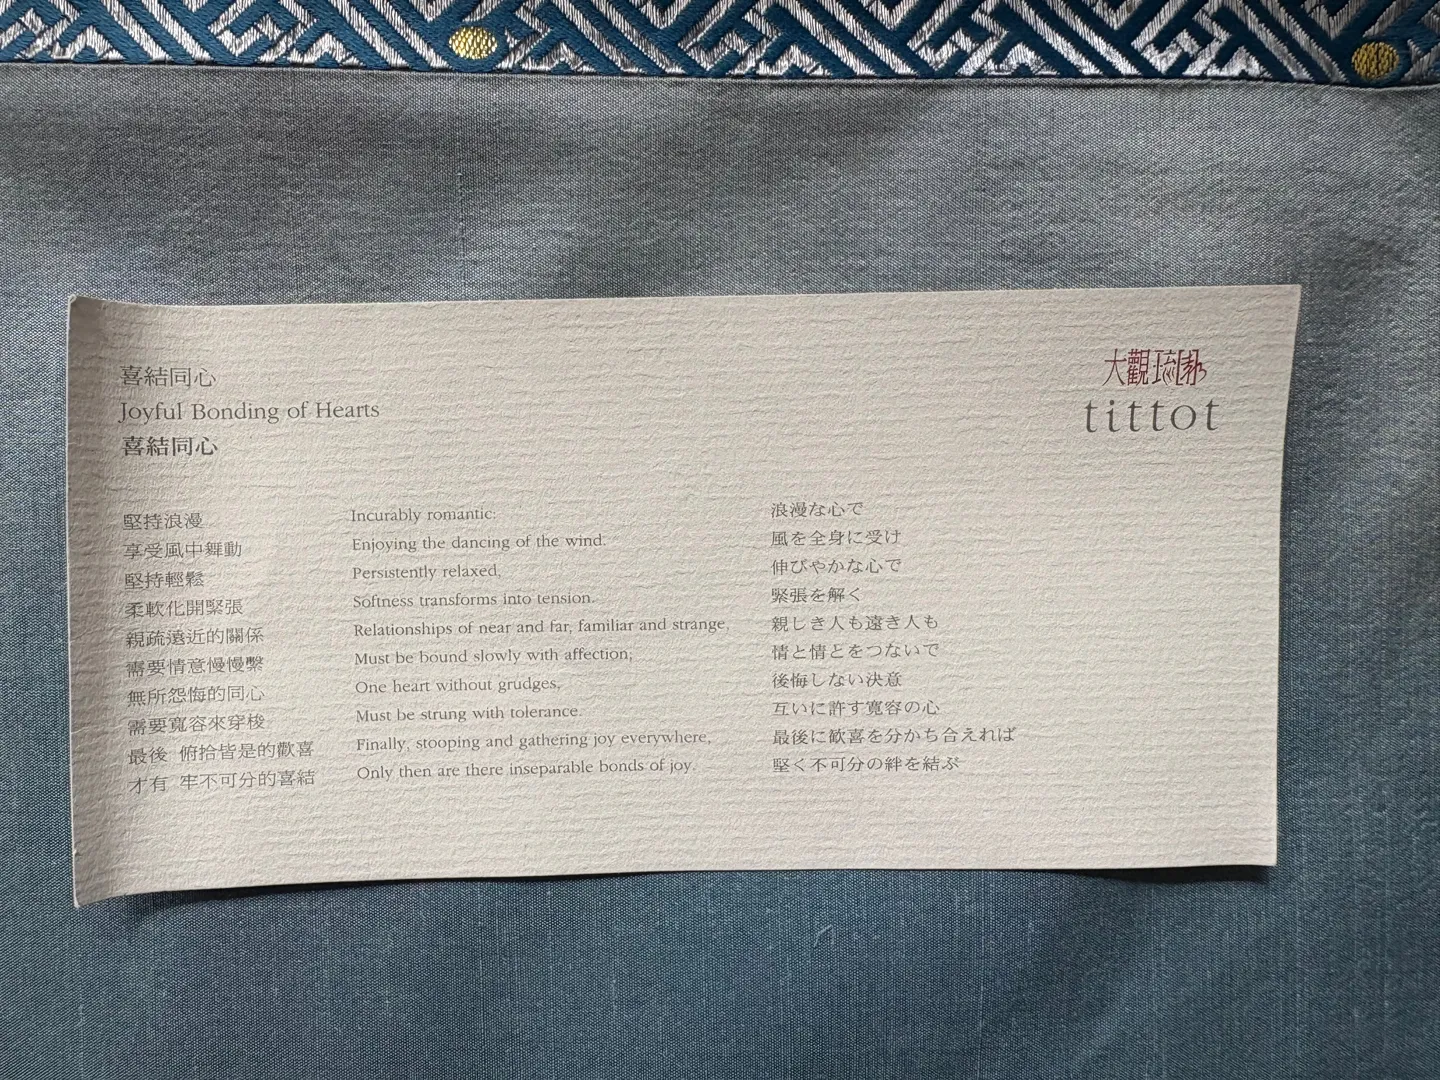 喜結同心
Joyful Bonding of Hearts
喜結同心
大觀琉璃
tittot
堅持浪漫
享受風中舞動
堅持輕鬆
柔軟化開緊張
親疏遠近的關係
需要情意慢慢繫
無所怨悔的同心
需要寬容來穿梭
最後 俯拾皆是的歡喜
才有 牢不可分的喜結
Incurably romantic:
Enjoying the dancing of the wind.
Persistently relaxed,
Softness transforms into tension.
Relationships of near and far, familiar and strange,
Must be bound slowly with affection;
One heart without grudges,
Must be strung with tolerance.
Finally, stooping and gathering joy everywhere,
Only then are there inseparable bonds of joy.
浪漫な心で
風を全身に受け
伸びやかな心で
緊張を解く
親しき人も遠き人も
情と情とをつないで
後悔しない決意
互いに許す寛容の心
最後に歓喜を分かち合えれば
堅く不可分の絆を結ぶ